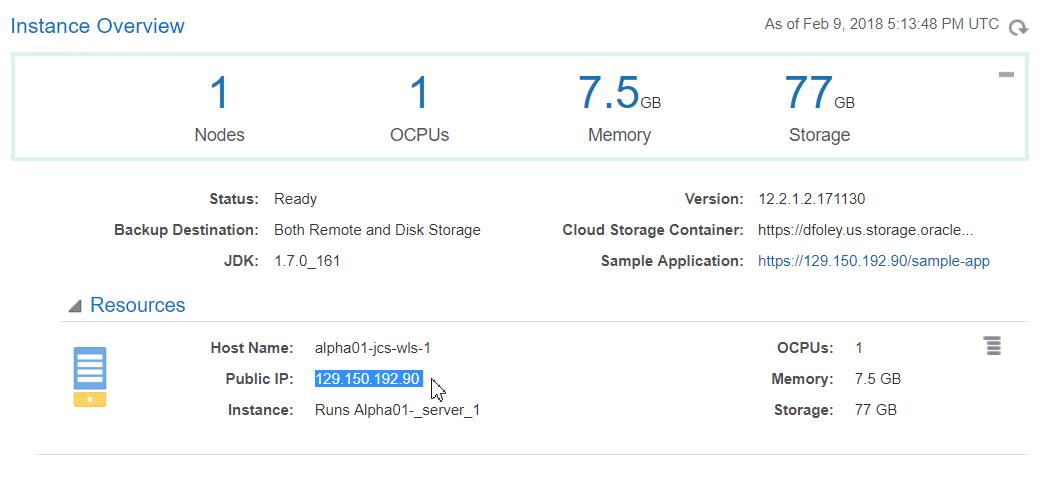 Instance Overview
As of Feb 9, 2018 5:13:48 PM UTC
1 1 7.5 GB 77 GB
Nodes OCPUs Memory Storage
Status: Ready Version: 12.2.1.2.171130
Backup Destination: Both Remote and Disk Storage Cloud Storage Container: https://dfoley.us.storage.oracle...
JDK: 1.7.0_161 Sample Application: https://129.150.192.90/sample-app
Resources
Host Name: alpha01-jcs-wls-1 OCPUs: 1
Public IP: 129.150.192.90 Memory: 7.5 GB
Instance: Runs Alpha01-_server_1 Storage: 77 GB